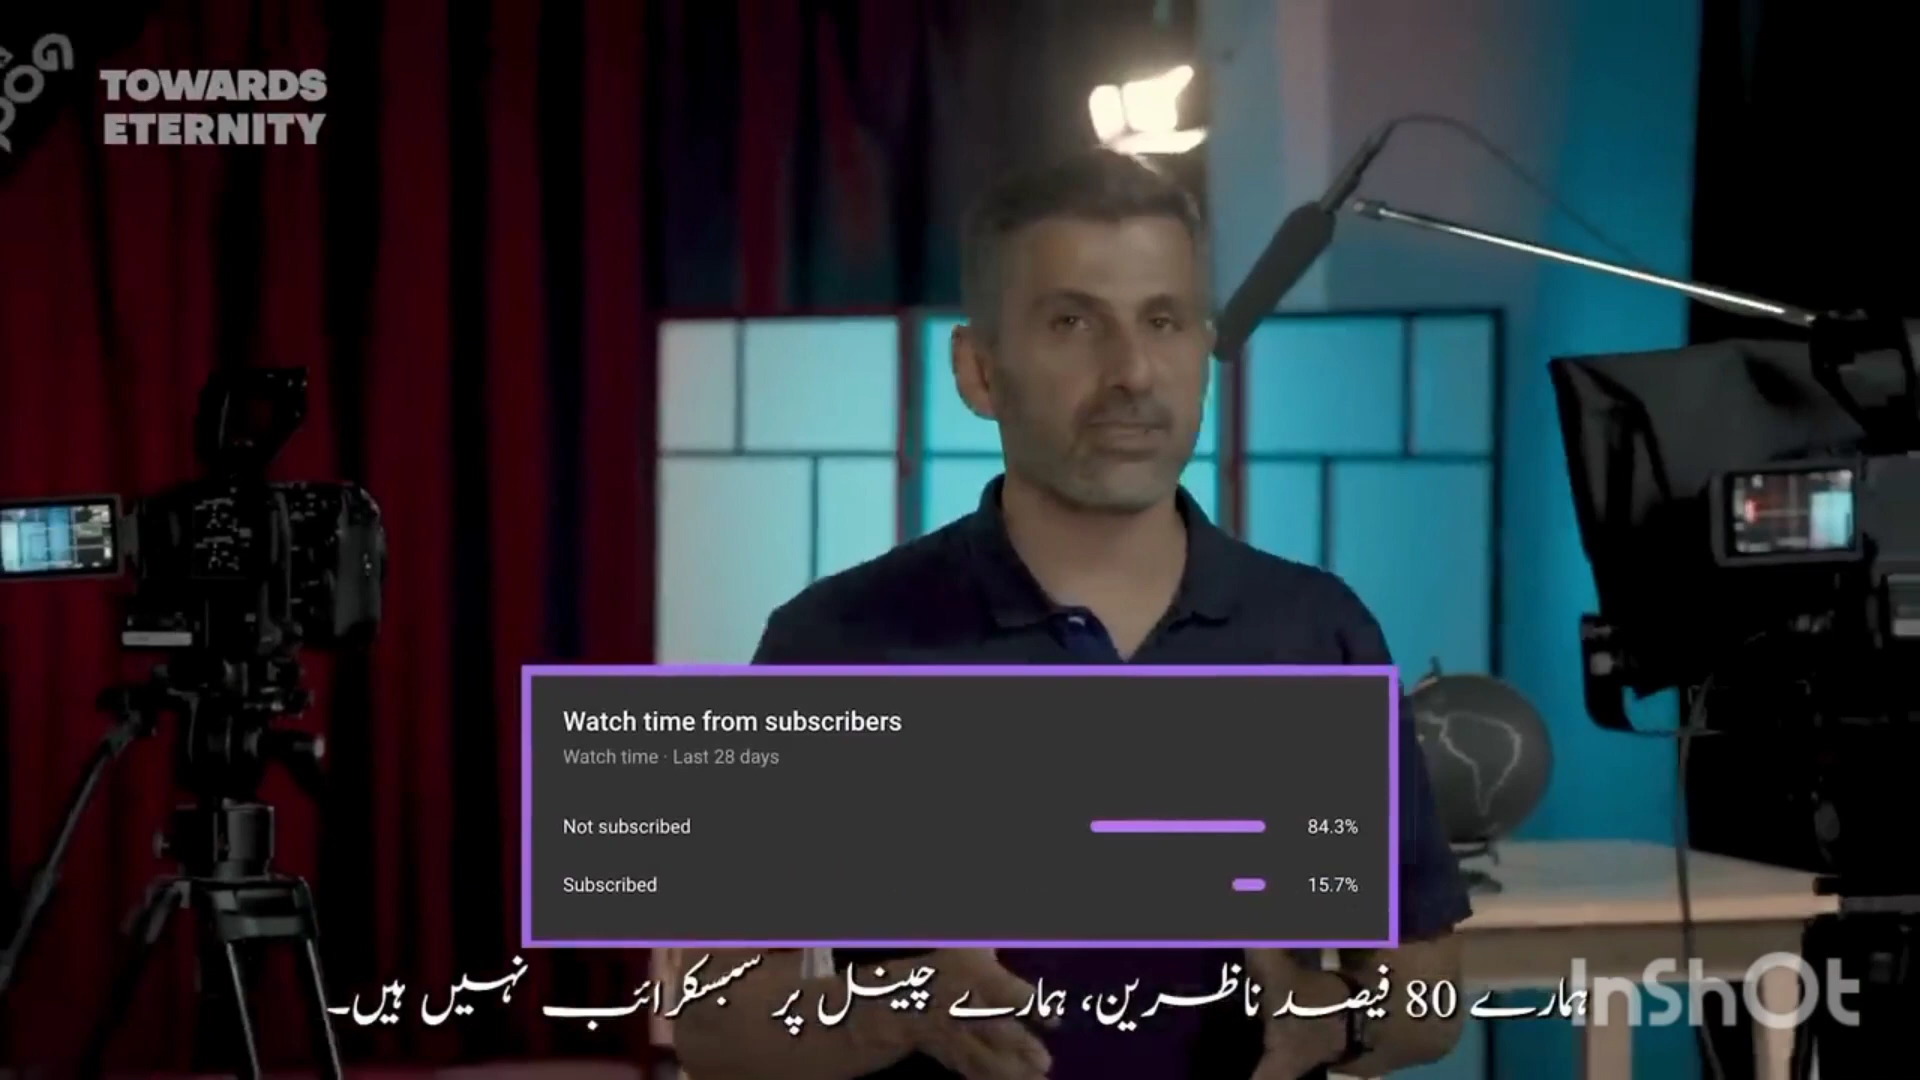 TOWARDS
ETERNITY
Watch time from subscribers
Watch time · Last 28 days
Not subscribed 84.3%
Subscribed 15.7%
ہمارے 80 فیصد ناظرین، ہمارے چینل پر سبسکرائب نہیں ہیں۔
InShOt